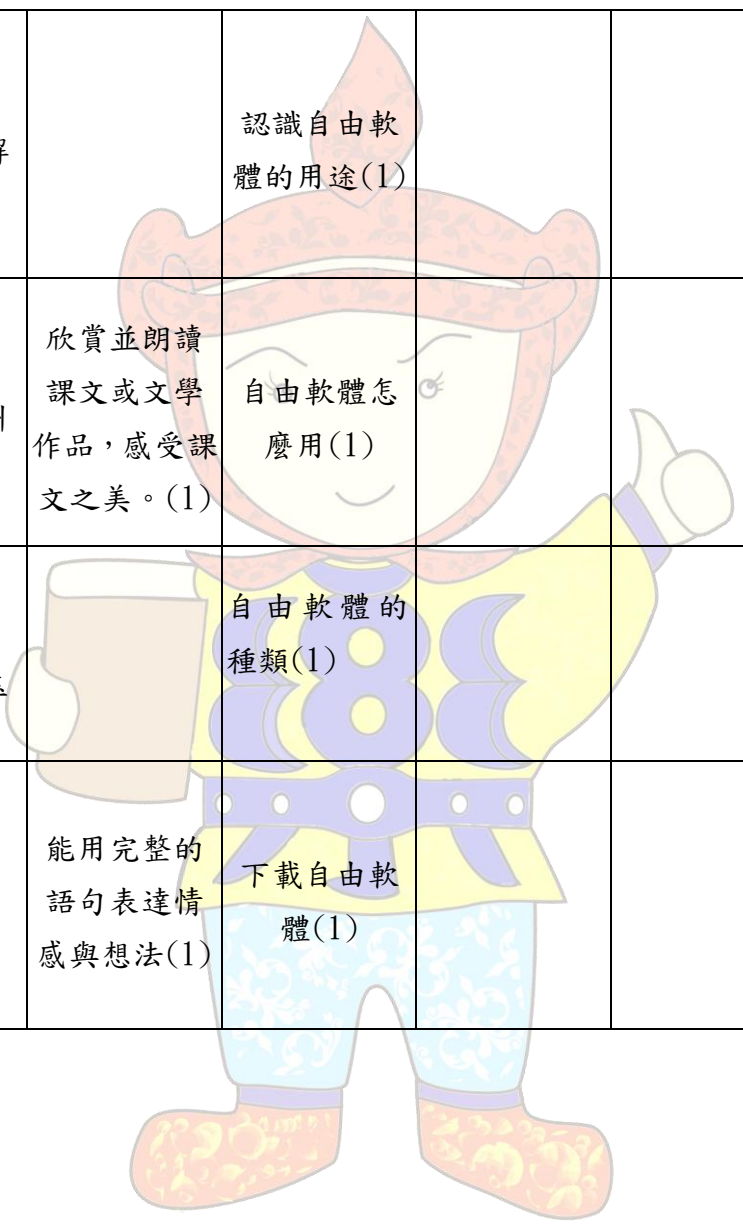 認識自由軟
體的用途(1)
欣賞並朗讀
課文或文學
作品，感受課
文之美。(1)
自由軟體怎
麼用(1)
自由軟體的
種類(1)
能用完整的
語句表達情
感與想法(1)
下載自由軟
體(1)